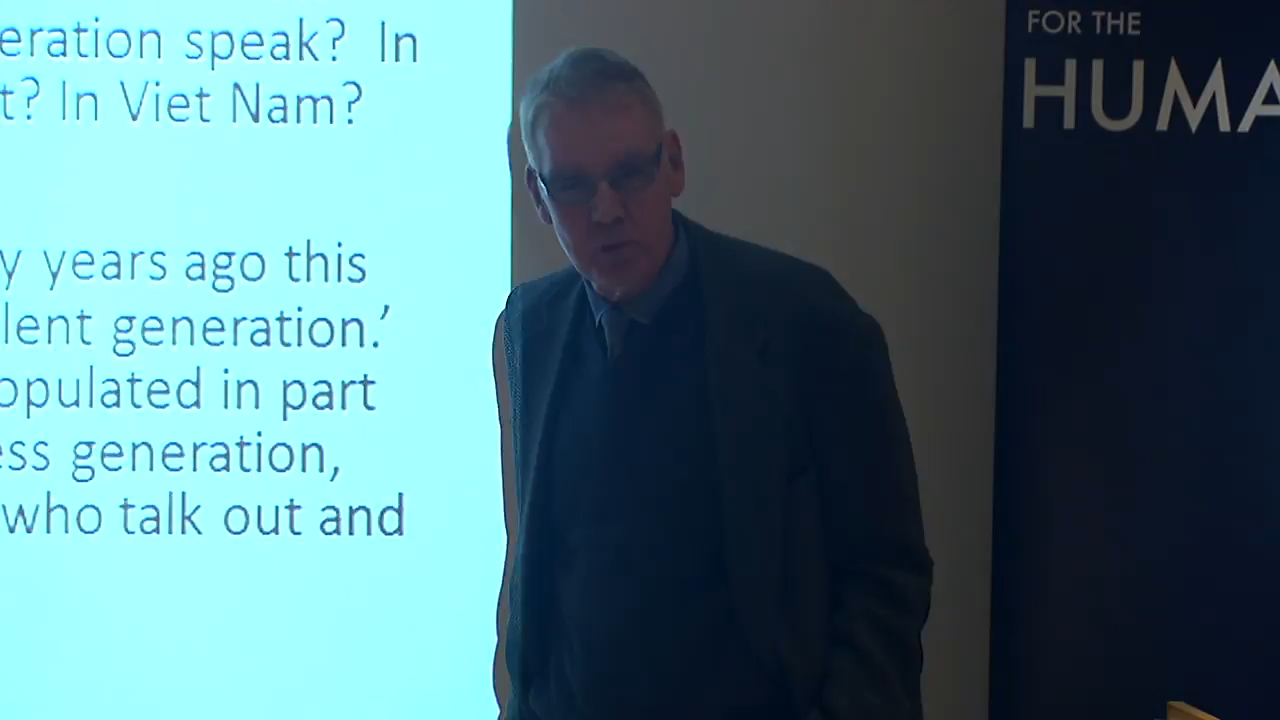 eration speak? In
t? In Viet Nam?
y years ago this
lent generation.’
opulated in part
ess generation,
who talk out and
FOR THE
HUMA